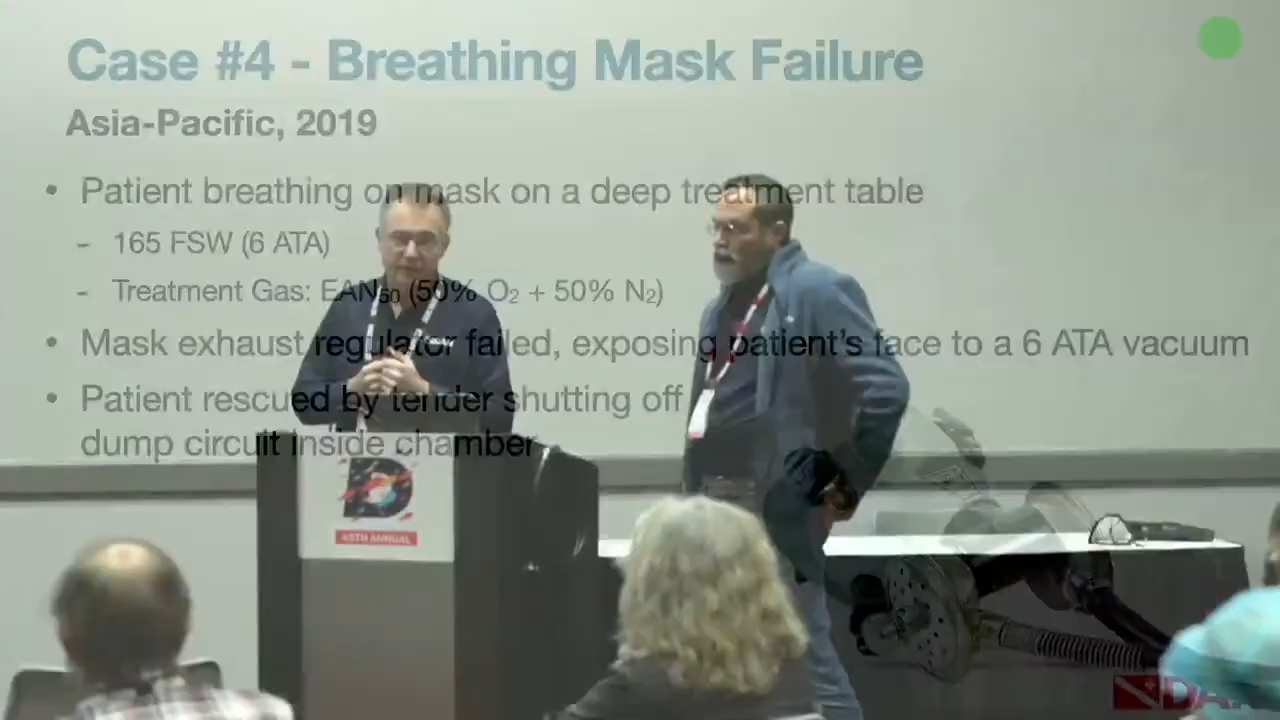 Case #4 - Breathing Mask Failure
Asia-Pacific, 2019
• Patient breathing on mask on a deep treatment table
- 165 FSW (6 ATA)
- Treatment Gas: EAN50 (50% O2 + 50% N2)
• Mask exhaust regulator failed, exposing patient's face to a 6 ATA vacuum
• Patient rescued by tender shutting off
dump circuit inside chamber
D
45TH ANNUAL